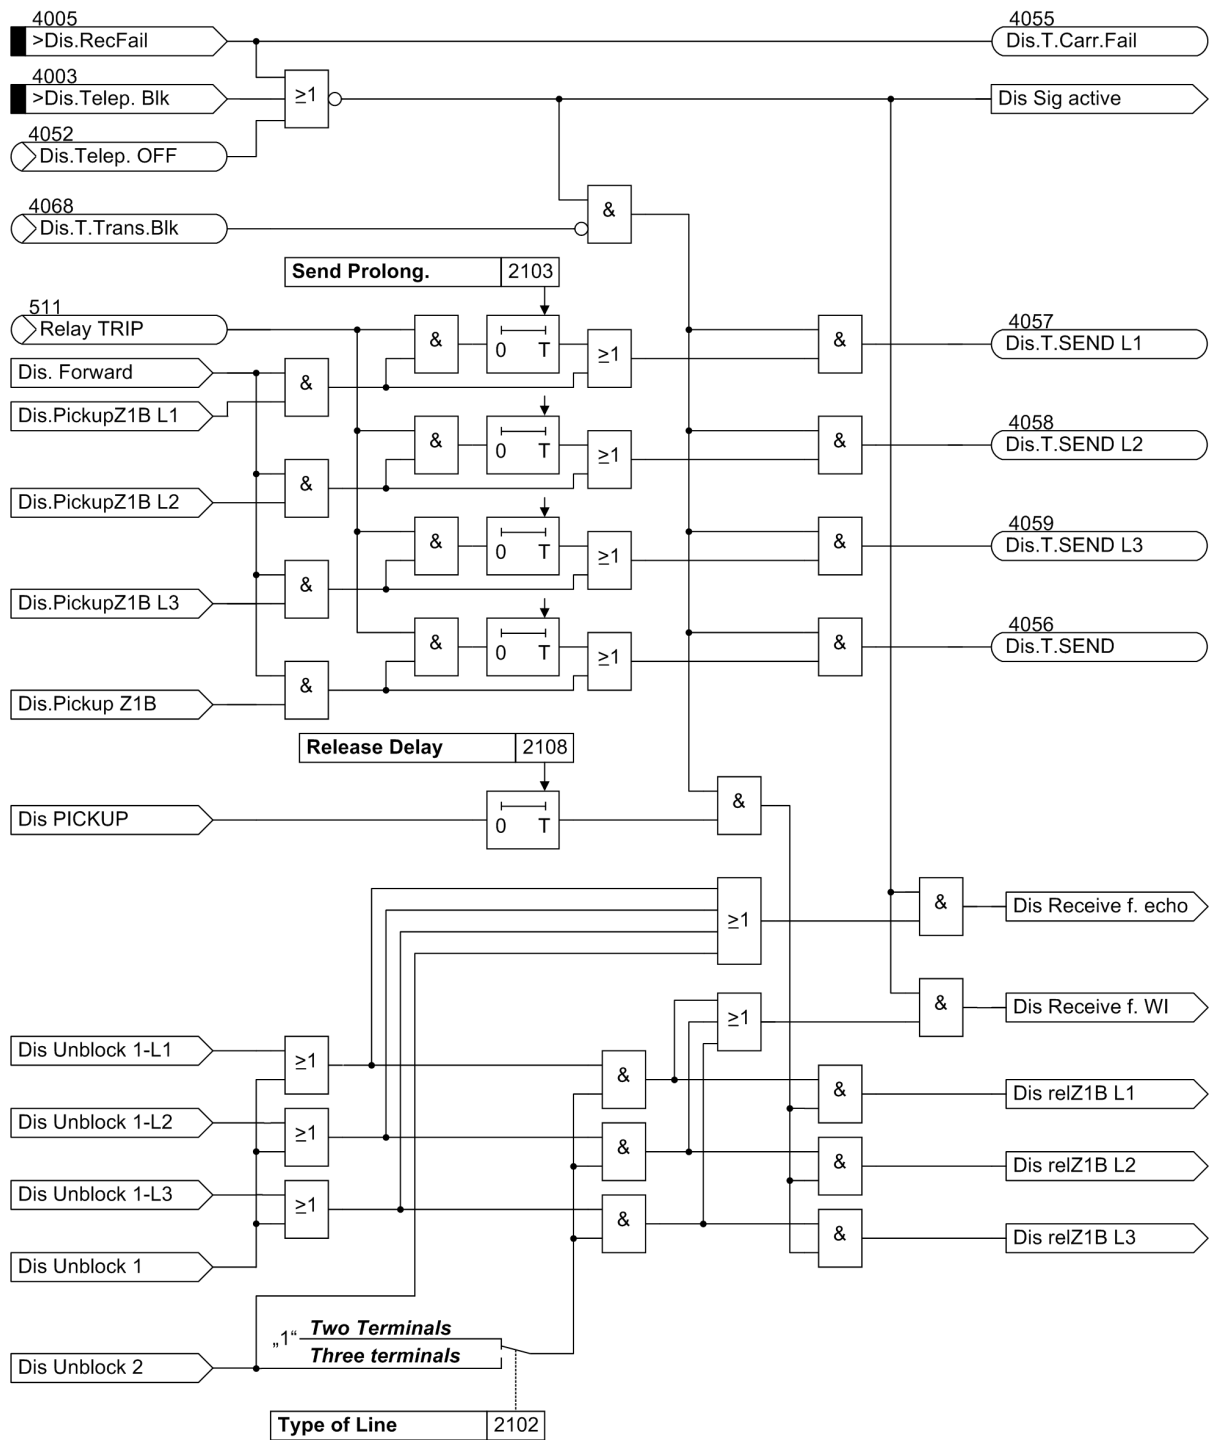 4005
>Dis.RecFail
4055
Dis.T.Carr.Fail
4003
>Dis.Telep. Blk
≥1
Dis Sig active
4052
Dis.Telep. OFF
4068
Dis.T.Trans.Blk
&
Send Prolong. 2103
511
Relay TRIP
& 0 T ≥1 &
4057
Dis.T.SEND L1
Dis. Forward
&
Dis.PickupZ1B L1
& 0 T ≥1 &
4058
Dis.T.SEND L2
&
Dis.PickupZ1B L2
& 0 T ≥1 &
4059
Dis.T.SEND L3
&
Dis.PickupZ1B L3
& 0 T ≥1 &
4056
Dis.T.SEND
&
Dis.Pickup Z1B
Release Delay 2108
Dis PICKUP
0 T
&
≥1
&
Dis Receive f. echo
≥1
&
Dis Receive f. WI
Dis Unblock 1-L1
≥1 & &
Dis relZ1B L1
Dis Unblock 1-L2
≥1 & &
Dis relZ1B L2
Dis Unblock 1-L3
≥1 & &
Dis relZ1B L3
Dis Unblock 1
„1“ Two Terminals
Three terminals
Dis Unblock 2
Type of Line 2102